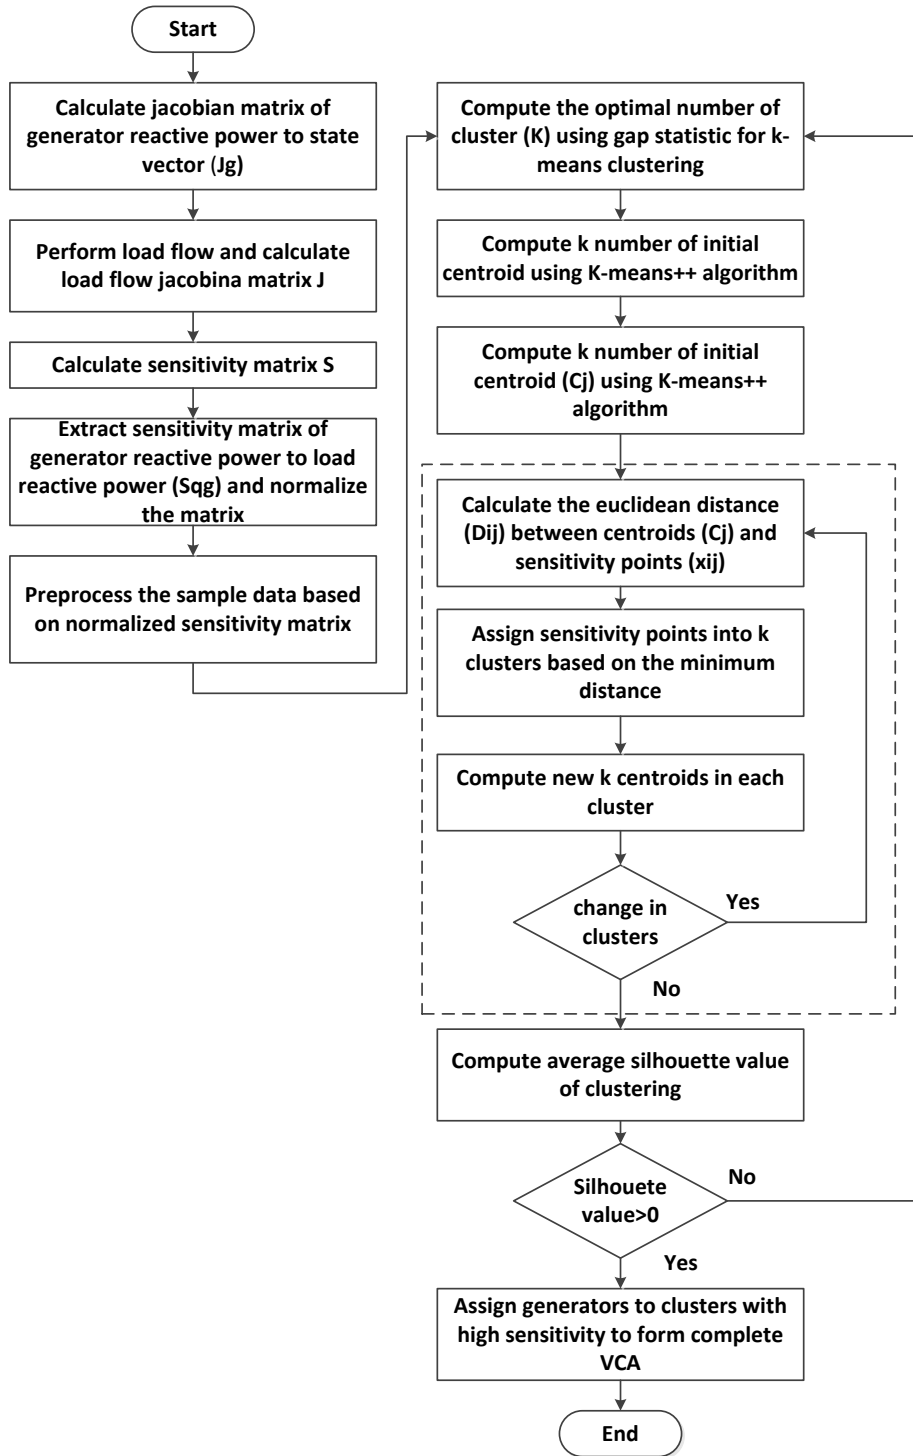 Start
Calculate jacobian matrix of
generator reactive power to state
vector (Jg)
Perform load flow and calculate
load flow jacobina matrix J
Calculate sensitivity matrix S
Extract sensitivity matrix of
generator reactive power to load
reactive power (Sqg) and normalize
the matrix
Preprocess the sample data based
on normalized sensitivity matrix
Compute the optimal number of
cluster (K) using gap statistic for k-
means clustering
Compute k number of initial
centroid using K-means++ algorithm
Compute k number of initial
centroid (Cj) using K-means++
algorithm
Calculate the euclidean distance
(Dij) between centroids (Cj) and
sensitivity points (xij)
Assign sensitivity points into k
clusters based on the minimum
distance
Compute new k centroids in each
cluster
change in
clusters
Yes
No
Compute average silhouette value
of clustering
Silhouete
value>0
No
Yes
Assign generators to clusters with
high sensitivity to form complete
VCA
End